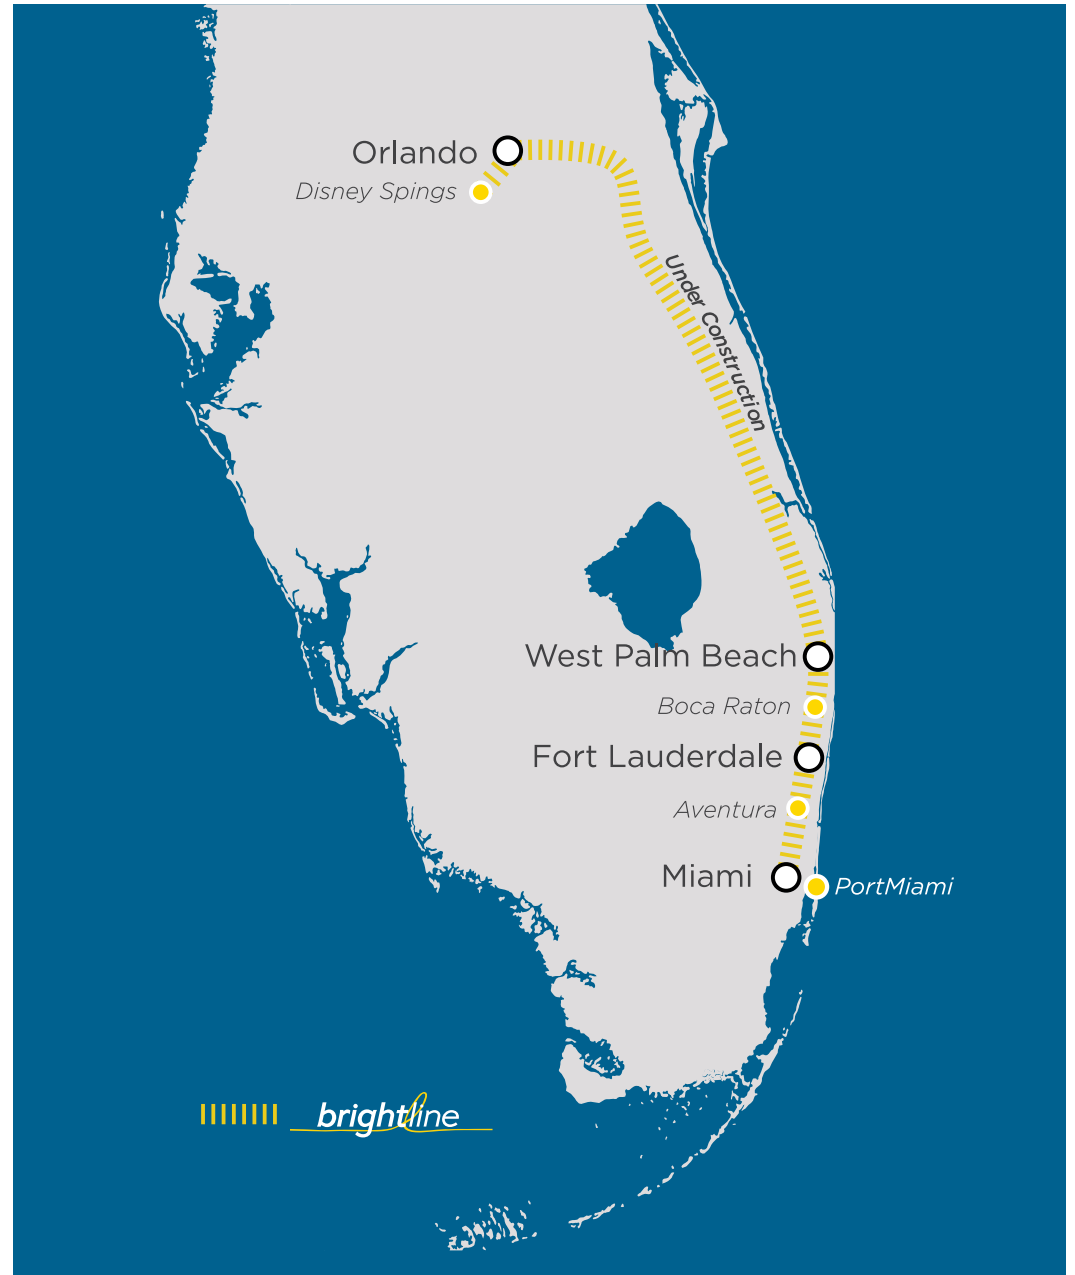 Orlando
Disney Spings
Under Construction
West Palm Beach
Boca Raton
Fort Lauderdale
Aventura
Miami
PortMiami
brightline